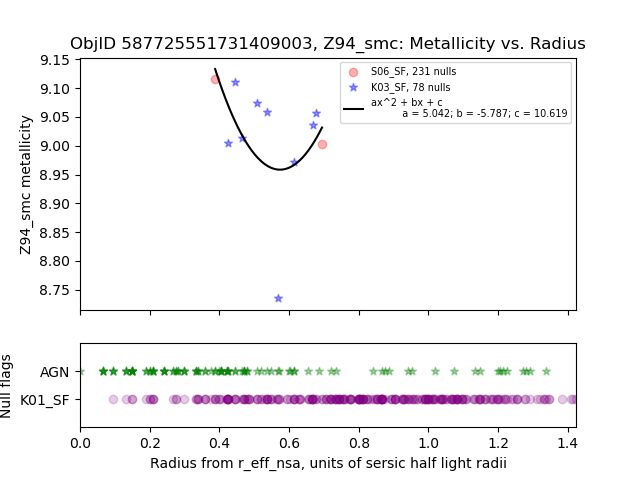 ObjID 587725551731409003, Z94_smc: Metallicity vs. Radius
9.15
9.10
9.05
9.00
8.95
8.90
8.85
8.80
8.75
Z94_smc metallicity
S06_SF, 231 nulls
K03_SF, 78 nulls
ax^2 + bx + c
a = 5.042; b = -5.787; c = 10.619
AGN
K01_SF
Null flags
0.0 0.2 0.4 0.6 0.8 1.0 1.2 1.4
Radius from r_eff_nsa, units of sersic half light radii